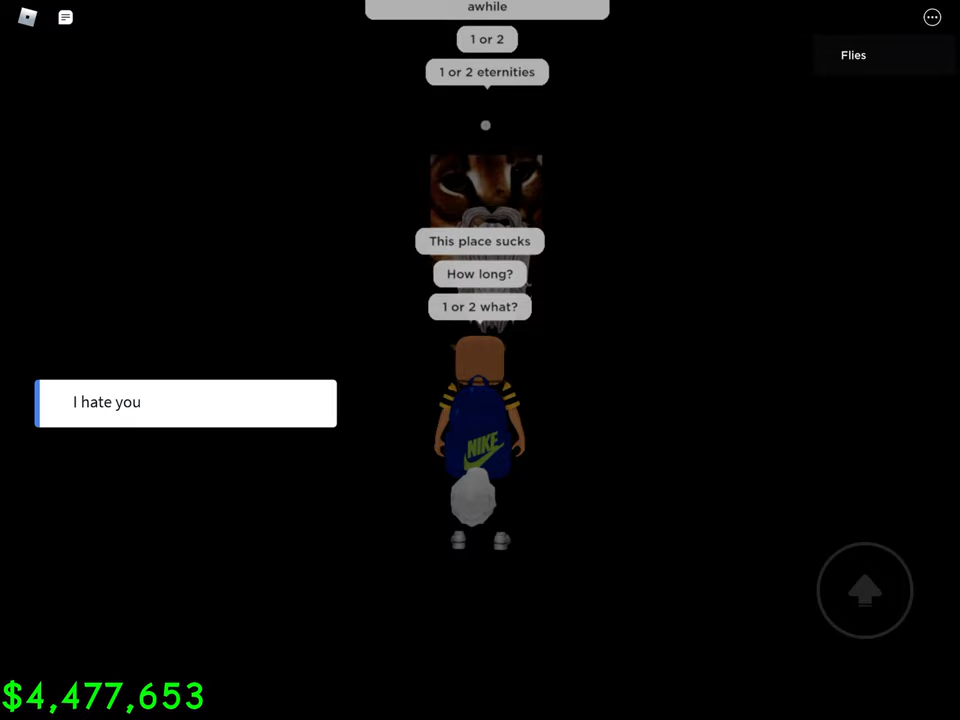 awhile
1 or 2
1 or 2 eternities
Flies
This place sucks
How long?
1 or 2 what?
I hate you
NIKE
$4,477,653